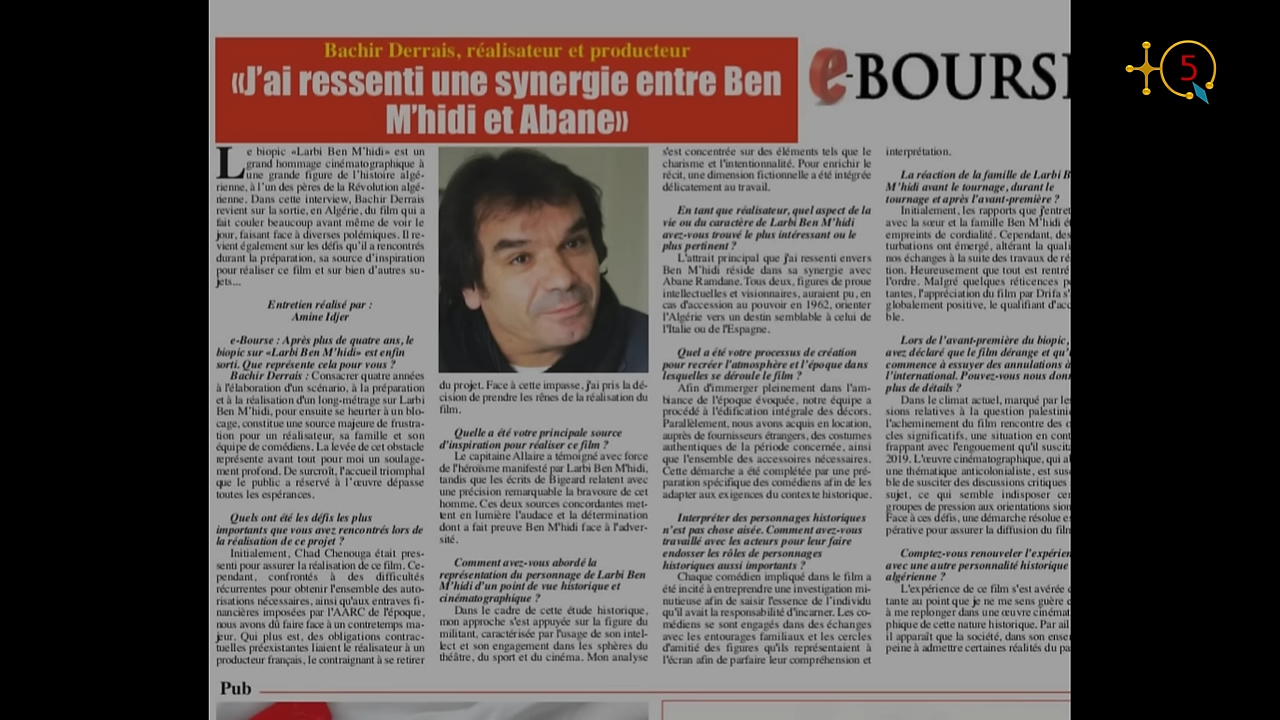 5
Bachir Derrais, réalisateur et producteur
«J'ai ressenti une synergie entre Ben
M'hidi et Abane»
e-BOURS
Le biopic «Larbi Ben M'hidi» est un
grand hommage cinématographique à
une grande figure de l'histoire algé-
rienne, à l'un des pères de la Révolution algé-
rienne. Dans cette interview, Bachir Derrais
revient sur la sortie, en Algérie, du film qui a
fait couler beaucoup avant même de voir le
jour, faisant face à diverses polémiques. Il re-
vient également sur les défis qu'il a rencontrés
durant la préparation, sa source d'inspiration
pour réaliser ce film et sur bien d'autres su-
jets...
Entretien réalisé par :
Amine Idjer
e-Bourse : Après plus de quatre ans, le
biopic sur «Larbi Ben M'hidi» est enfin
sorti. Que représente cela pour vous ?
Bachir Derrais : Consacrer quatre années
à l'élaboration d'un scénario, à la préparation
et à la réalisation d'un long-métrage sur Larbi
Ben M'hidi, pour ensuite se heurter à un blo-
cage, constitue une source majeure de frustra-
tion pour un réalisateur, sa famille et son
équipe de comédiens. La levée de cet obstacle
représente avant tout pour moi un soulage-
ment profond. De surcroît, l'accueil triomphal
que le public a réservé à l'œuvre dépasse
toutes les espérances.
Quels ont été les défis les plus
importants que vous avez rencontrés lors de
la réalisation de ce projet ?
Initialement, Chad Chenouga était pres-
senti pour assurer la réalisation de ce film. Ce-
pendant, confrontés à des difficultés
récurrentes pour obtenir l'ensemble des auto-
risations nécessaires, ainsi qu'aux entraves fi-
nancières imposées par l'AARC de l'époque,
nous avons dû faire face à un contretemps ma-
jeur. Qui plus est, des obligations contrac-
tuelles préexistantes liaient le réalisateur à un
producteur français, le contraignant à se retirer
du projet. Face à cette impasse, j'ai pris la dé-
cision de prendre les rênes de la réalisation du
film.
Quelle a été votre principale source
d'inspiration pour réaliser ce film ?
Le capitaine Allaire a témoigné avec force
de l'héroïsme manifesté par Larbi Ben M'hidi,
tandis que les écrits de Bigeard relatent avec
une précision remarquable la bravoure de cet
homme. Ces deux sources concordantes met-
tent en lumière l'audace et la détermination
dont a fait preuve Ben M'hidi face à l'adver-
sité.
Comment avez-vous abordé la
représentation du personnage de Larbi Ben
M'hidi d'un point de vue historique et
cinématographique ?
Dans le cadre de cette étude historique,
mon approche s'est appuyée sur la figure du
militant, caractérisée par l'usage de son intel-
lect et son engagement dans les sphères du
théâtre, du sport et du cinéma. Mon analyse
s'est concentrée sur des éléments tels que le
charisme et l'intentionnalité. Pour enrichir le
récit, une dimension fictionnelle a été intégrée
délicatement au travail.
En tant que réalisateur, quel aspect de la
vie ou du caractère de Larbi Ben M'hidi
avez-vous trouvé le plus intéressant ou le
plus pertinent ?
L'attrait principal que j'ai ressenti envers
Ben M'hidi réside dans sa synergie avec
Abane Ramdane. Tous deux, figures de proue
intellectuelles et visionnaires, auraient pu, en
cas d'accession au pouvoir en 1962, orienter
l'Algérie vers un destin semblable à celui de
l'Italie ou de l'Espagne.
Quel a été votre processus de création
pour recréer l'atmosphère et l'époque dans
lesquelles se déroule le film ?
Afin d'immerger pleinement dans l'am-
biance de l'époque évoquée, notre équipe a
procédé à l'édification intégrale des décors.
Parallèlement, nous avons acquis en location,
auprès de fournisseurs étrangers, des costumes
authentiques de la période concernée, ainsi
que l'ensemble des accessoires nécessaires.
Cette démarche a été complétée par une pré-
paration spécifique des comédiens afin de les
adapter aux exigences du contexte historique.
Interpréter des personnages historiques
n'est pas chose aisée. Comment avez-vous
travaillé avec les acteurs pour leur faire
endosser les rôles de personnages
historiques aussi importants ?
Chaque comédien impliqué dans le film a
été incité à entreprendre une investigation mi-
nutieuse afin de saisir l'essence de l'individu
qu'il avait la responsabilité d'incarner. Les co-
médiens se sont engagés dans des échanges
avec les entourages familiaux et les cercles
d'amitié des figures qu'ils représentaient à
l'écran afin de parfaire leur compréhension et
interprétation.
La réaction de la famille de Larbi B
M'hidi avant le tournage, durant le
tournage et après l'avant-première ?
Initialement, les rapports que j'entret
avec la sœur et la famille Ben M'hidi ét
empreints de cordialité. Cependant, des
turbations ont émergé, altérant la quali
nos échanges à la suite des travaux de ré
tion. Heureusement que tout est rentré
l'ordre. Malgré quelques réticences p
tantes, l'appréciation du film par Drifa s'
globalement positive, le qualifiant d'acc
ble.
Lors de l'avant-première du biopic,
avez déclaré que le film dérange et qu'i
commence à essuyer des annulations à
l'international. Pouvez-vous nous donn
plus de détails ?
Dans le climat actuel, marqué par les
sions relatives à la question palestini
l'acheminement du film rencontre des o
cles significatifs, une situation en cont
frappant avec l'engouement qu'il suscita
2019. L'œuvre cinématographique, qui a
une thématique anticolonialiste, est sus
ble de susciter des discussions critiques
sujet, ce qui semble indisposer cer
groupes de pression aux orientations sion
Face à ces défis, une démarche résolue es
pérative pour assurer la diffusion du film
Comptez-vous renouveler l'expérien
avec une autre personnalité historique
algérienne ?
L'expérience de ce film s'est avérée é
tante au point que je ne me sens guère d
à me replonger dans une œuvre cinémat
phique de cette nature historique. Par ail
il apparaît que la société, dans son ense
peine à admettre certaines réalités du pa
Pub